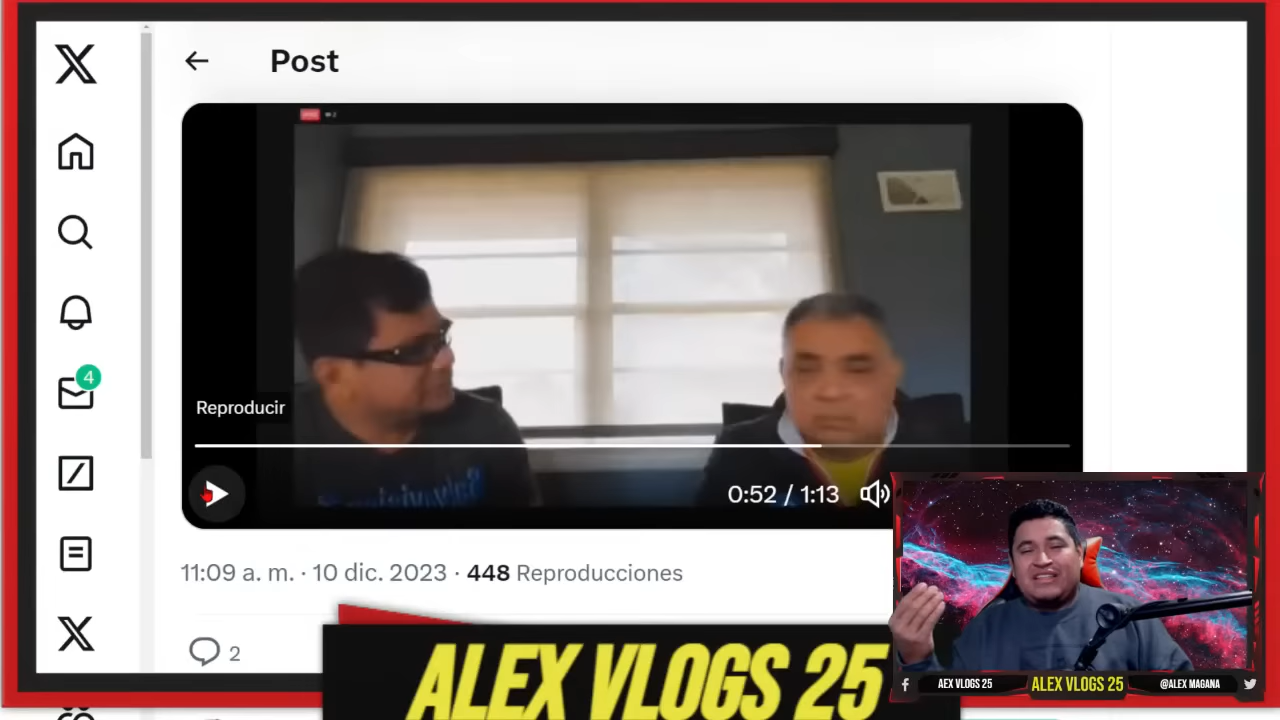 Post
4
Reproducir
0:52 / 1:13
11:09 a. m. · 10 dic. 2023 · 448 Reproducciones
2
ALEX VLOGS 25
AEX VLOGS 25
ALEX VLOGS 25
@ALEX MAGANA